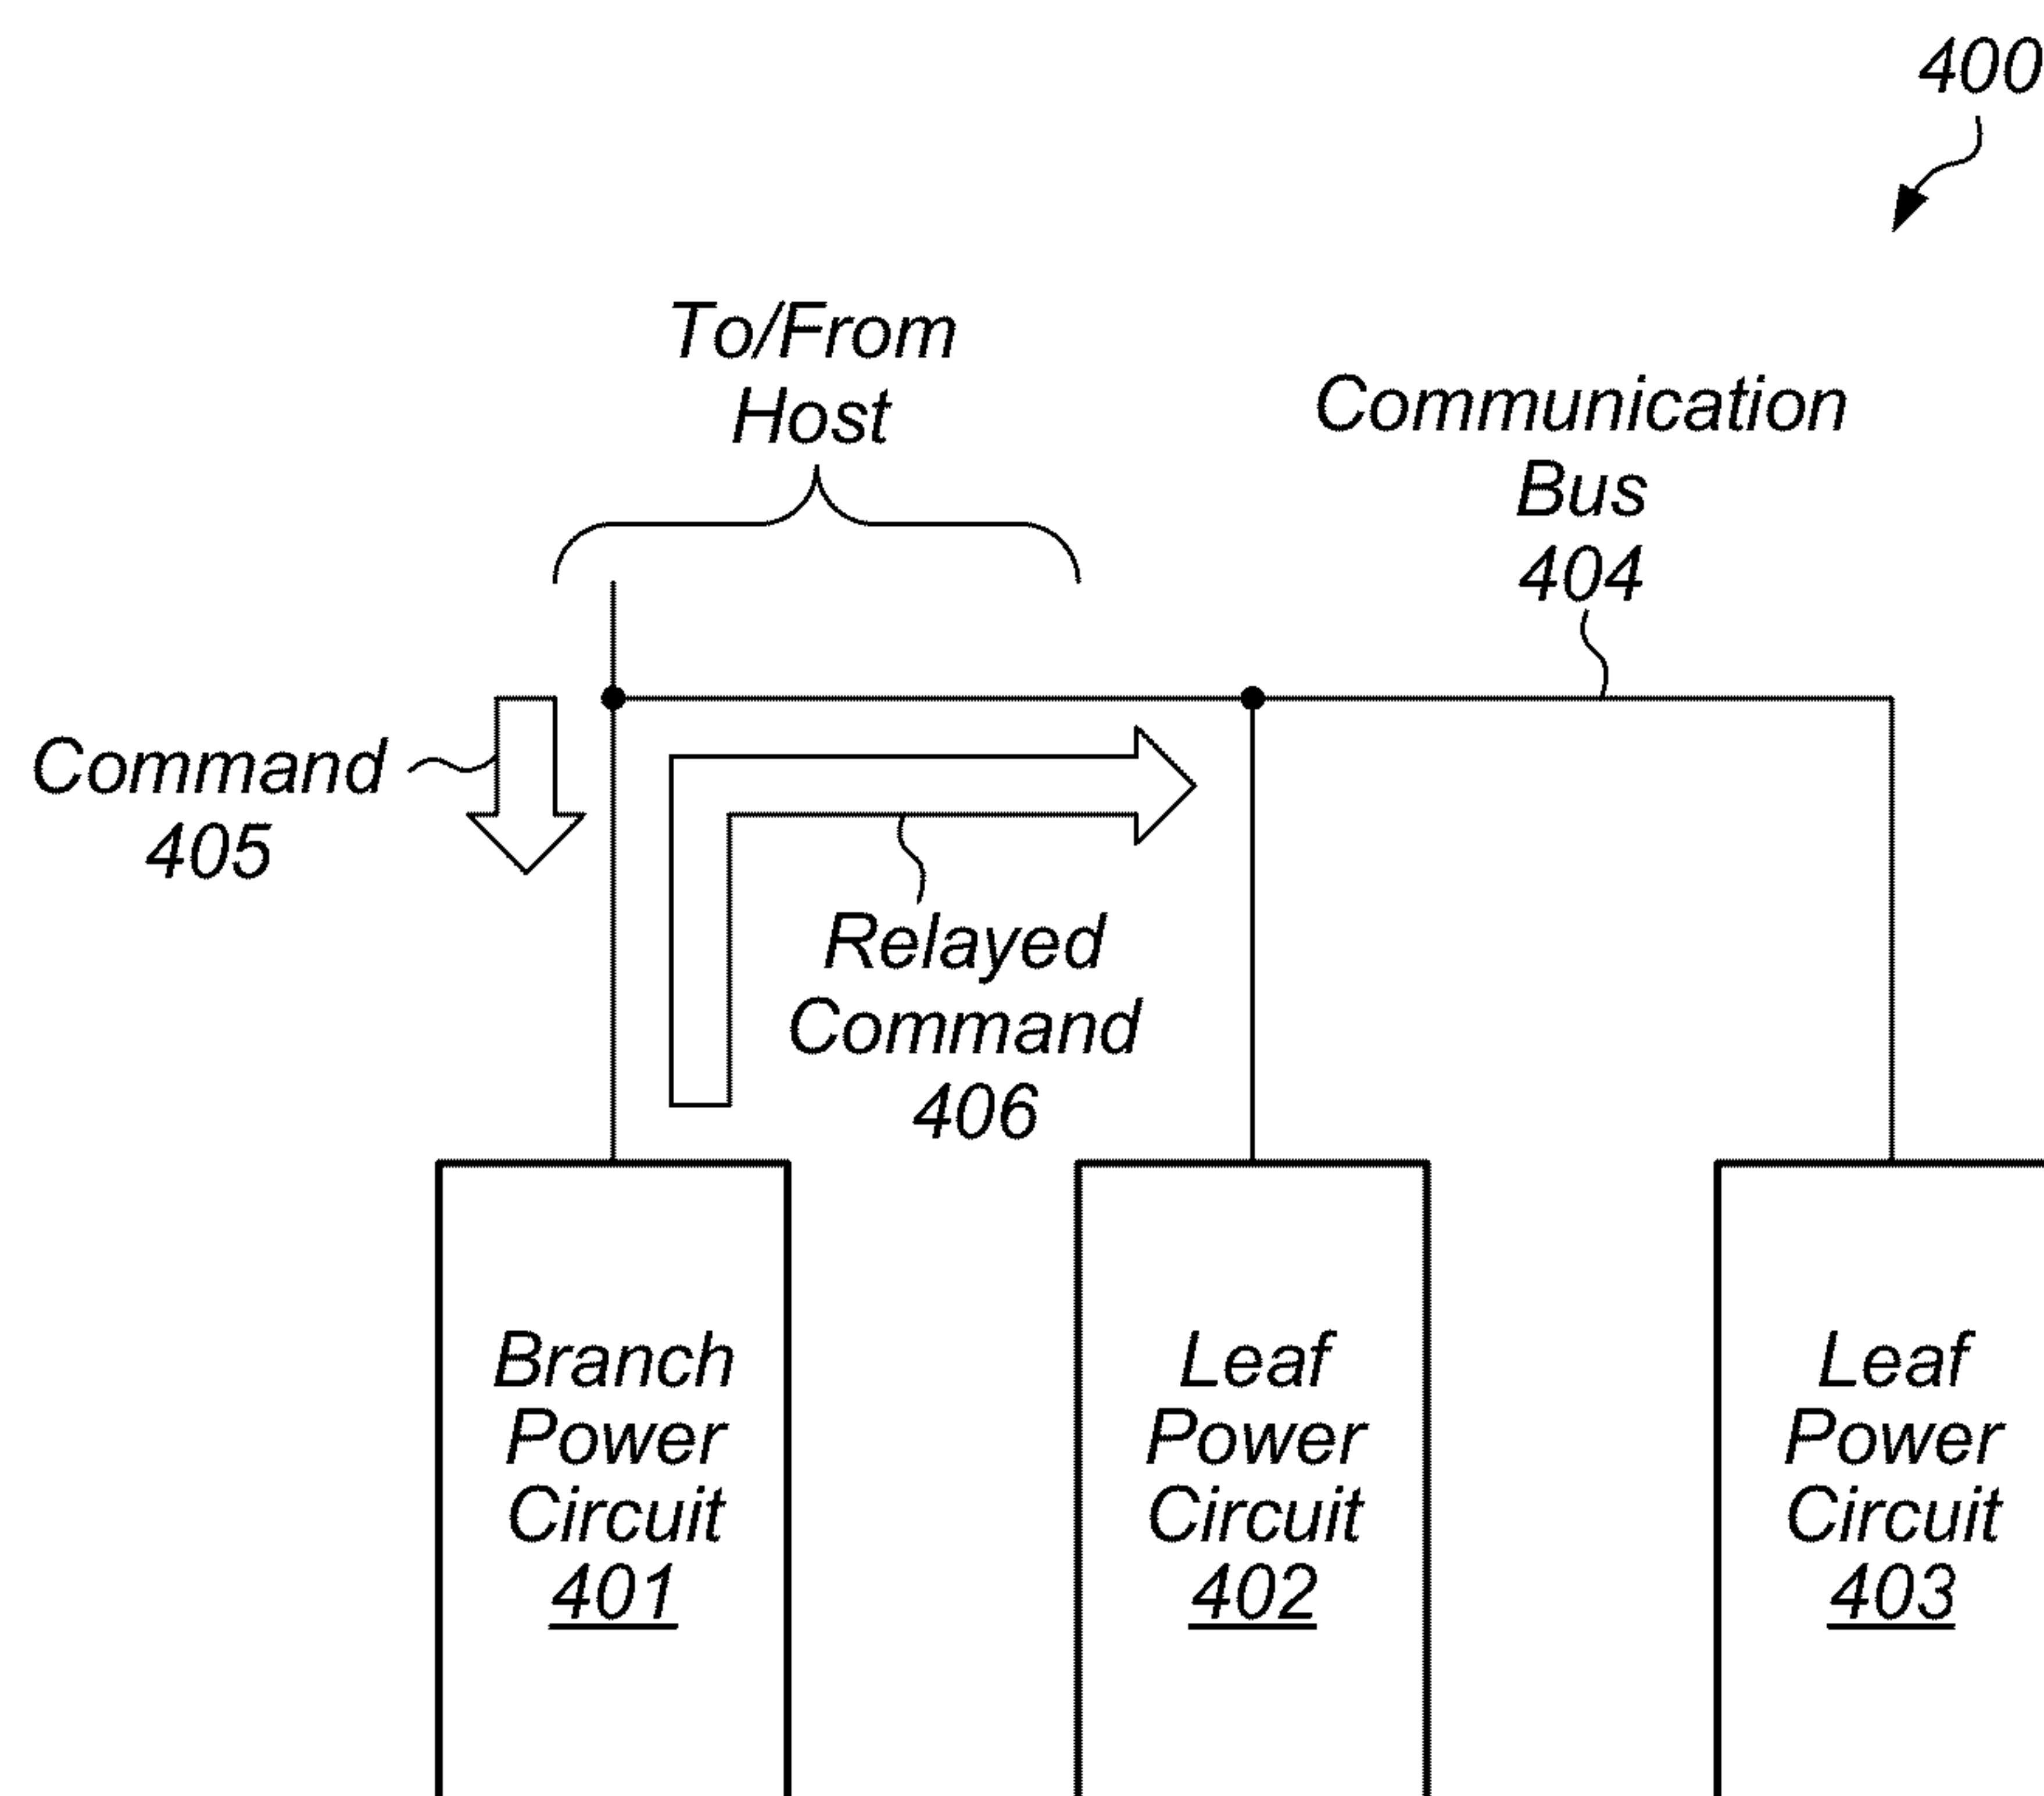 400
To/From
Host
Communication
Bus
404
Command
405
Relayed
Command
406
Branch
Power
Circuit
401
Leaf
Power
Circuit
402
Leaf
Power
Circuit
403